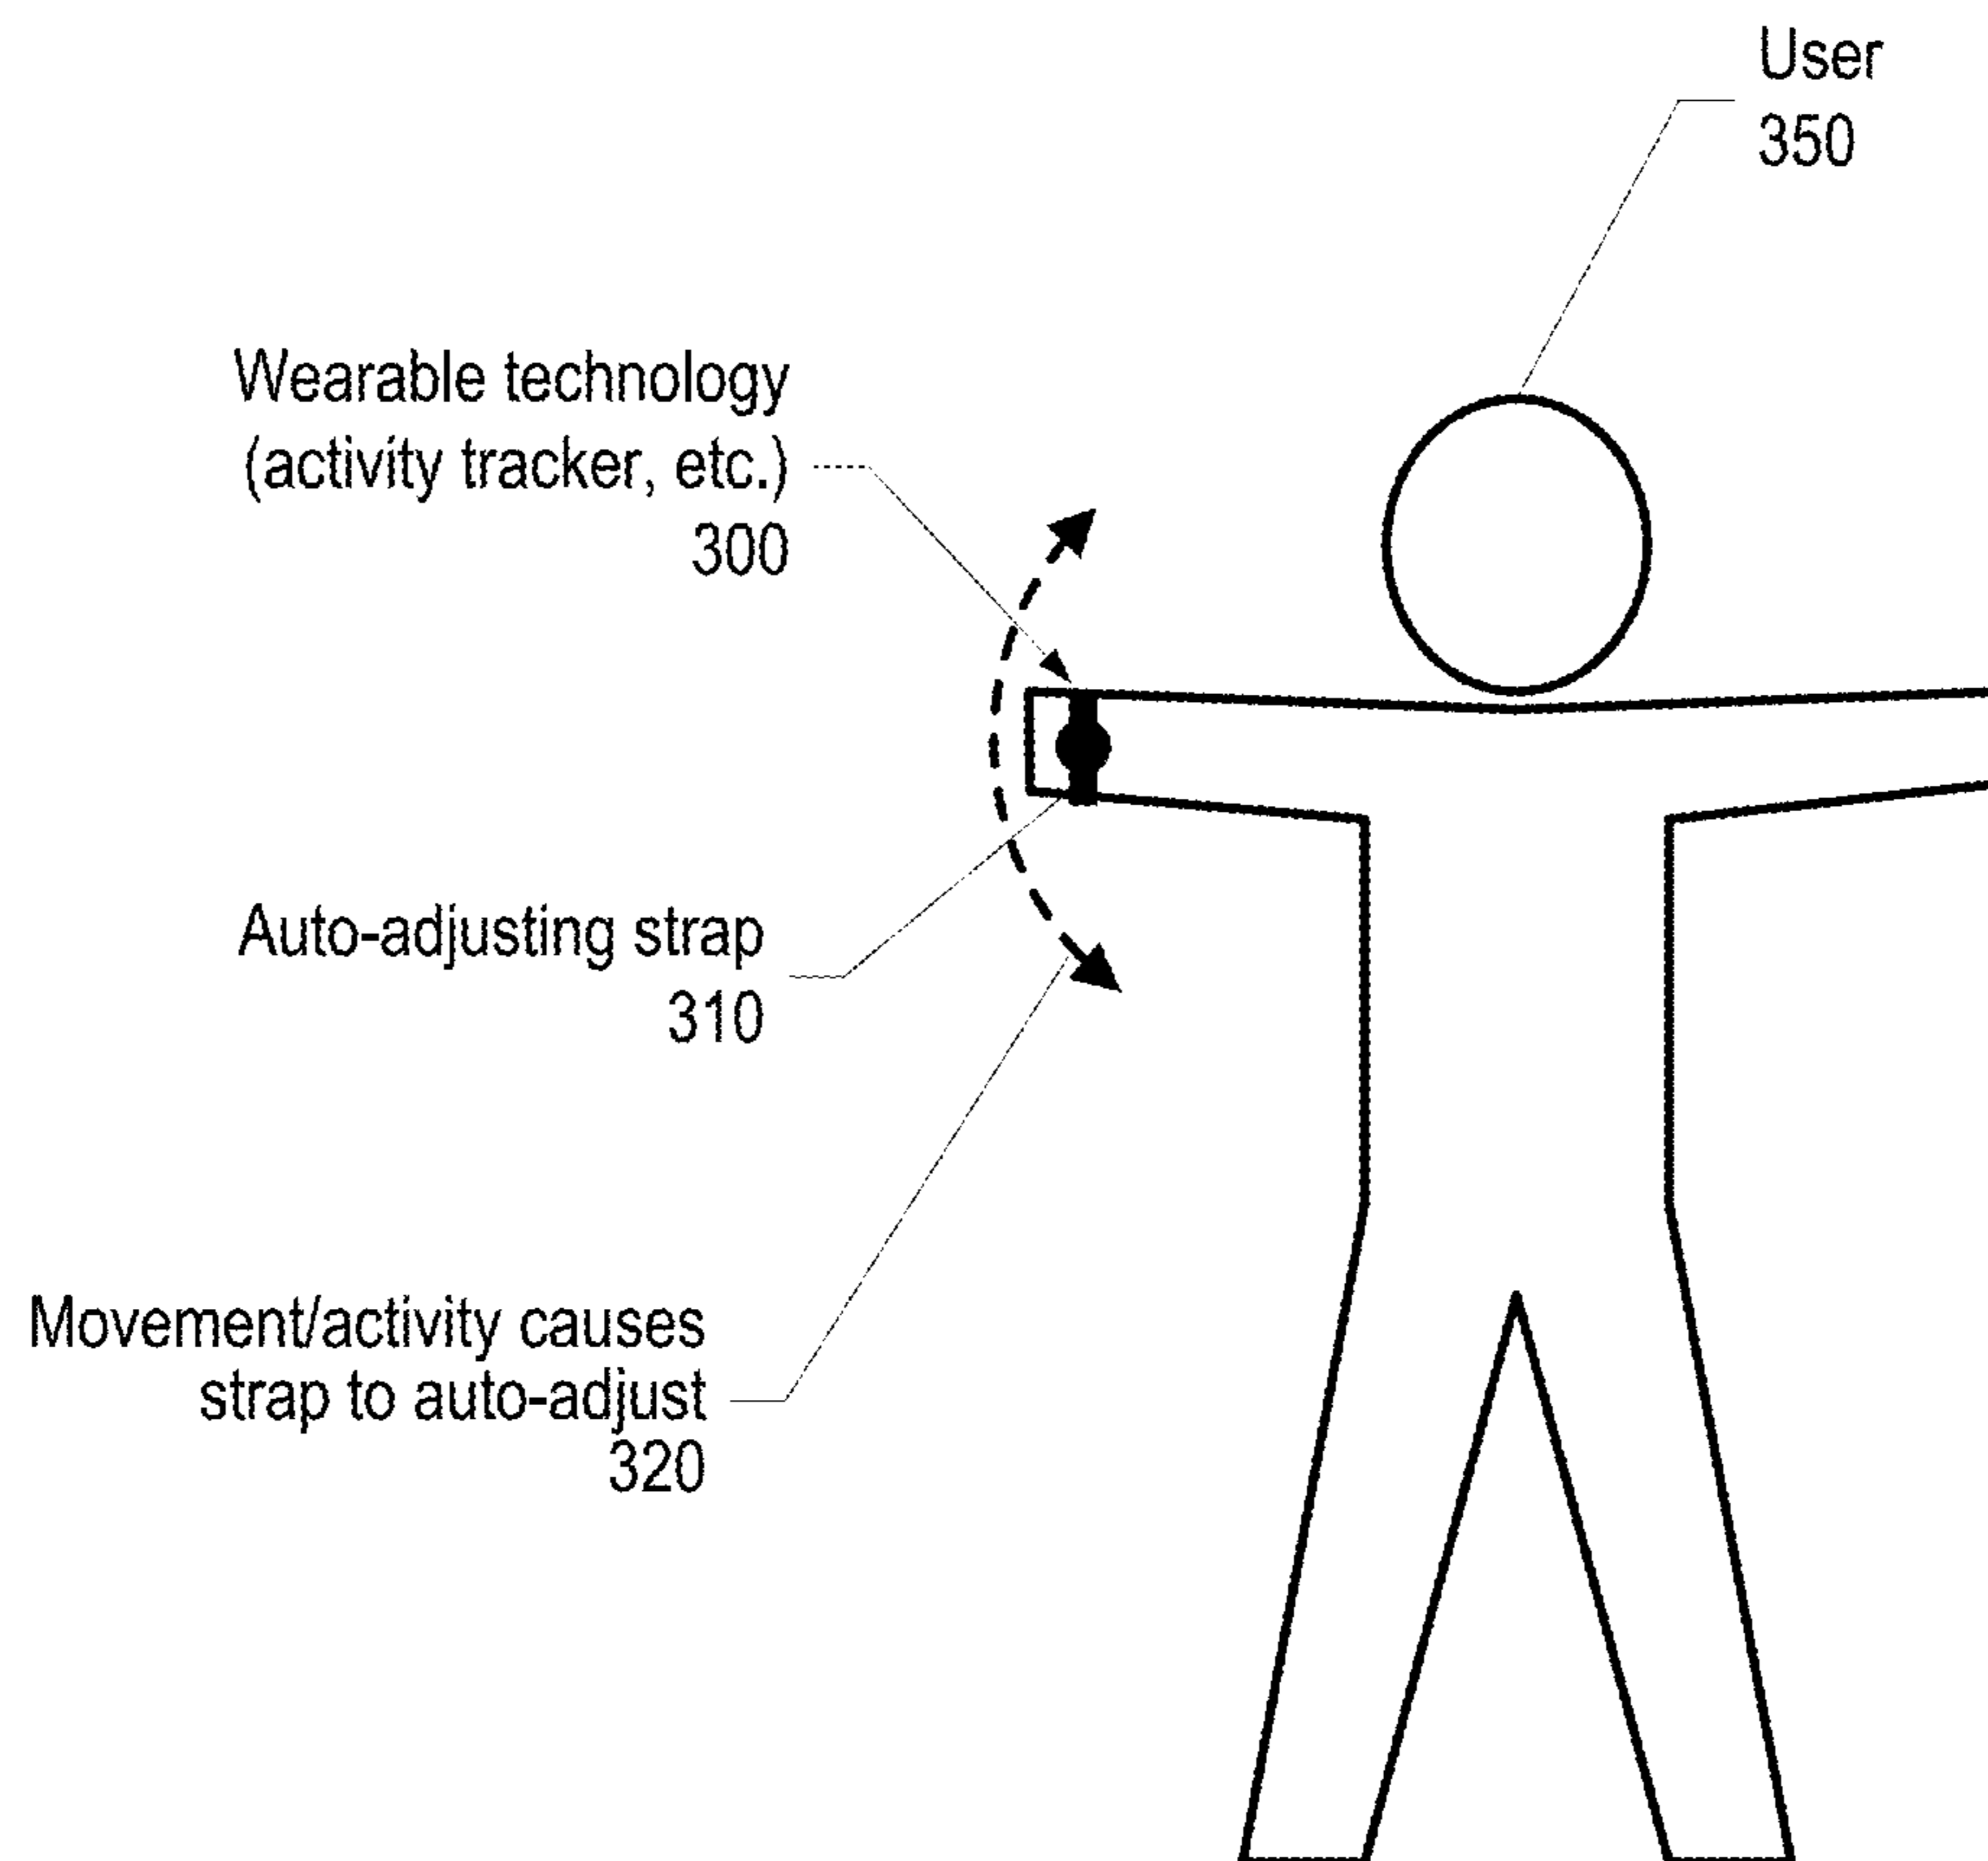 User
350
Wearable technology
(activity tracker, etc.)
300
Auto-adjusting strap
310
Movement/activity causes
strap to auto-adjust
320